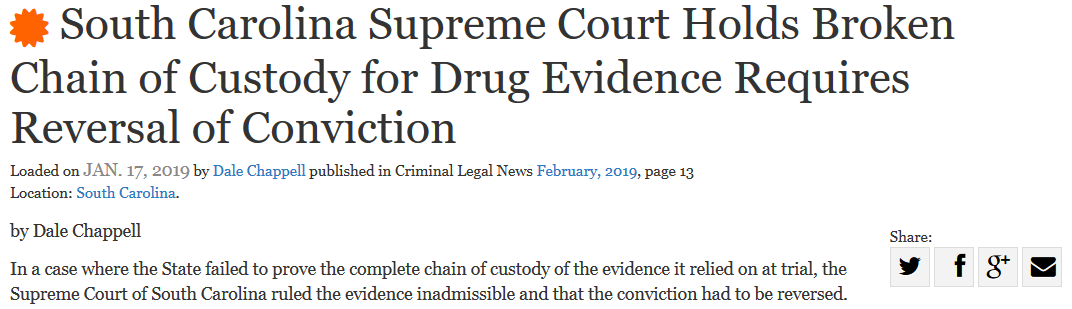 South Carolina Supreme Court Holds Broken
Chain of Custody for Drug Evidence Requires
Reversal of Conviction
Loaded on JAN. 17, 2019 by Dale Chappell published in Criminal Legal News February, 2019, page 13
Location: South Carolina.
by Dale Chappell
Share:
In a case where the State failed to prove the complete chain of custody of the evidence it relied on at trial, the
Supreme Court of South Carolina ruled the evidence inadmissible and that the conviction had to be reversed.